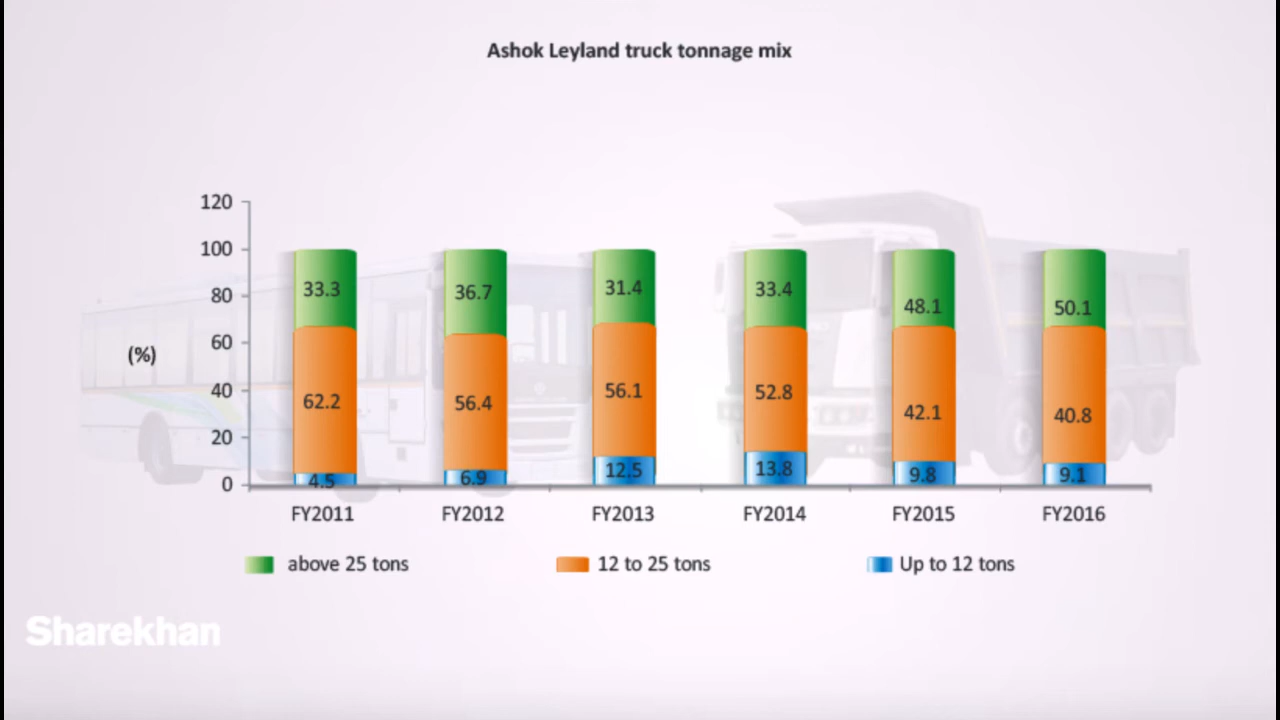 Ashok Leyland truck tonnage mix
120
100
80
60
40
20
0
(%)
33.3 36.7 31.4 33.4 48.1 50.1
62.2 56.4 56.1 52.8 42.1 40.8
4.5 6.9 12.5 13.8 9.8 9.1
FY2011 FY2012 FY2013 FY2014 FY2015 FY2016
above 25 tons 12 to 25 tons Up to 12 tons
Sharekhan